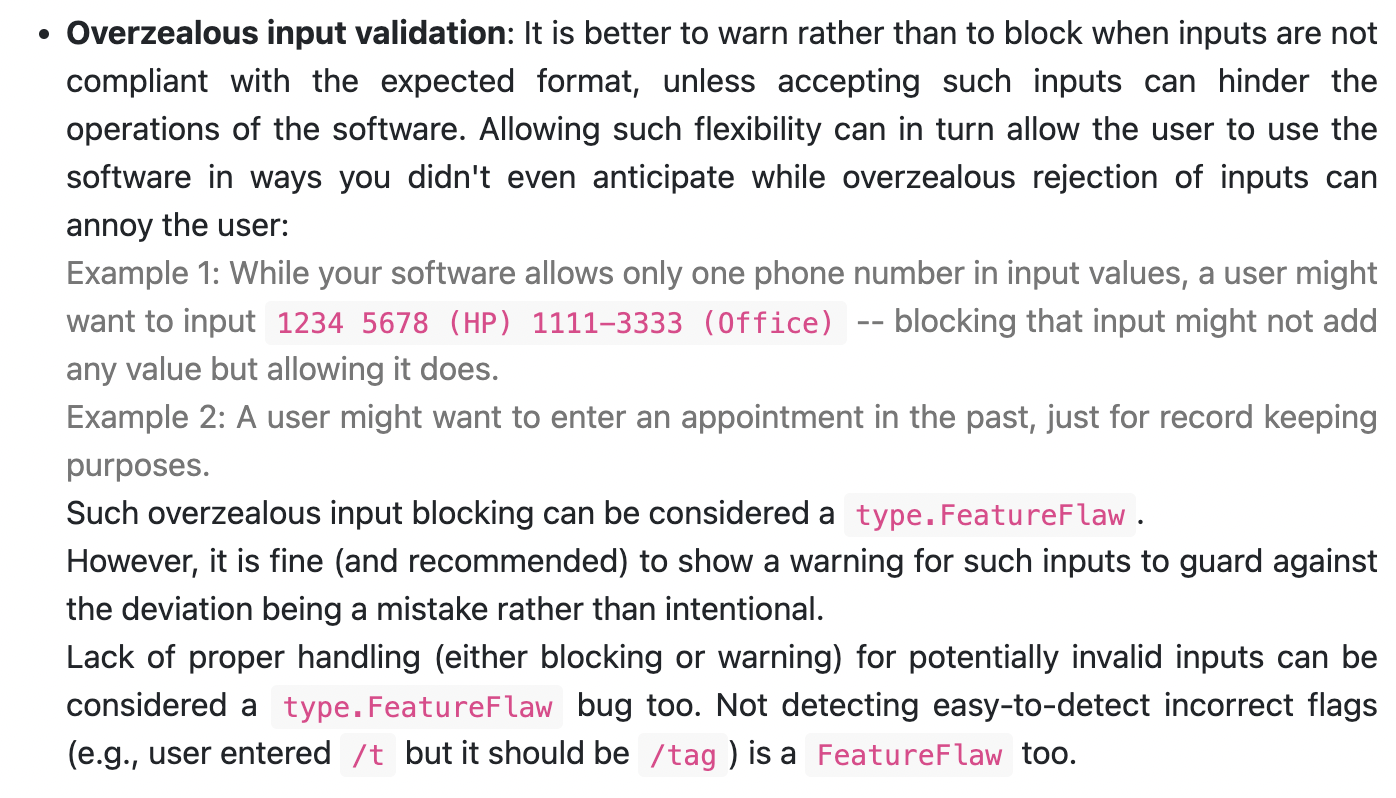 • Overzealous input validation: It is better to warn rather than to block when inputs are not
compliant with the expected format, unless accepting such inputs can hinder the
operations of the software. Allowing such flexibility can in turn allow the user to use the
software in ways you didn't even anticipate while overzealous rejection of inputs can
annoy the user:
Example 1: While your software allows only one phone number in input values, a user might
want to input 1234 5678 (HP) 1111-3333 (Office) -- blocking that input might not add
any value but allowing it does.
Example 2: A user might want to enter an appointment in the past, just for record keeping
purposes.
Such overzealous input blocking can be considered a type.FeatureFlaw.
However, it is fine (and recommended) to show a warning for such inputs to guard against
the deviation being a mistake rather than intentional.
Lack of proper handling (either blocking or warning) for potentially invalid inputs can be
considered a type.FeatureFlaw bug too. Not detecting easy-to-detect incorrect flags
(e.g., user entered /t but it should be /tag) is a FeatureFlaw too.